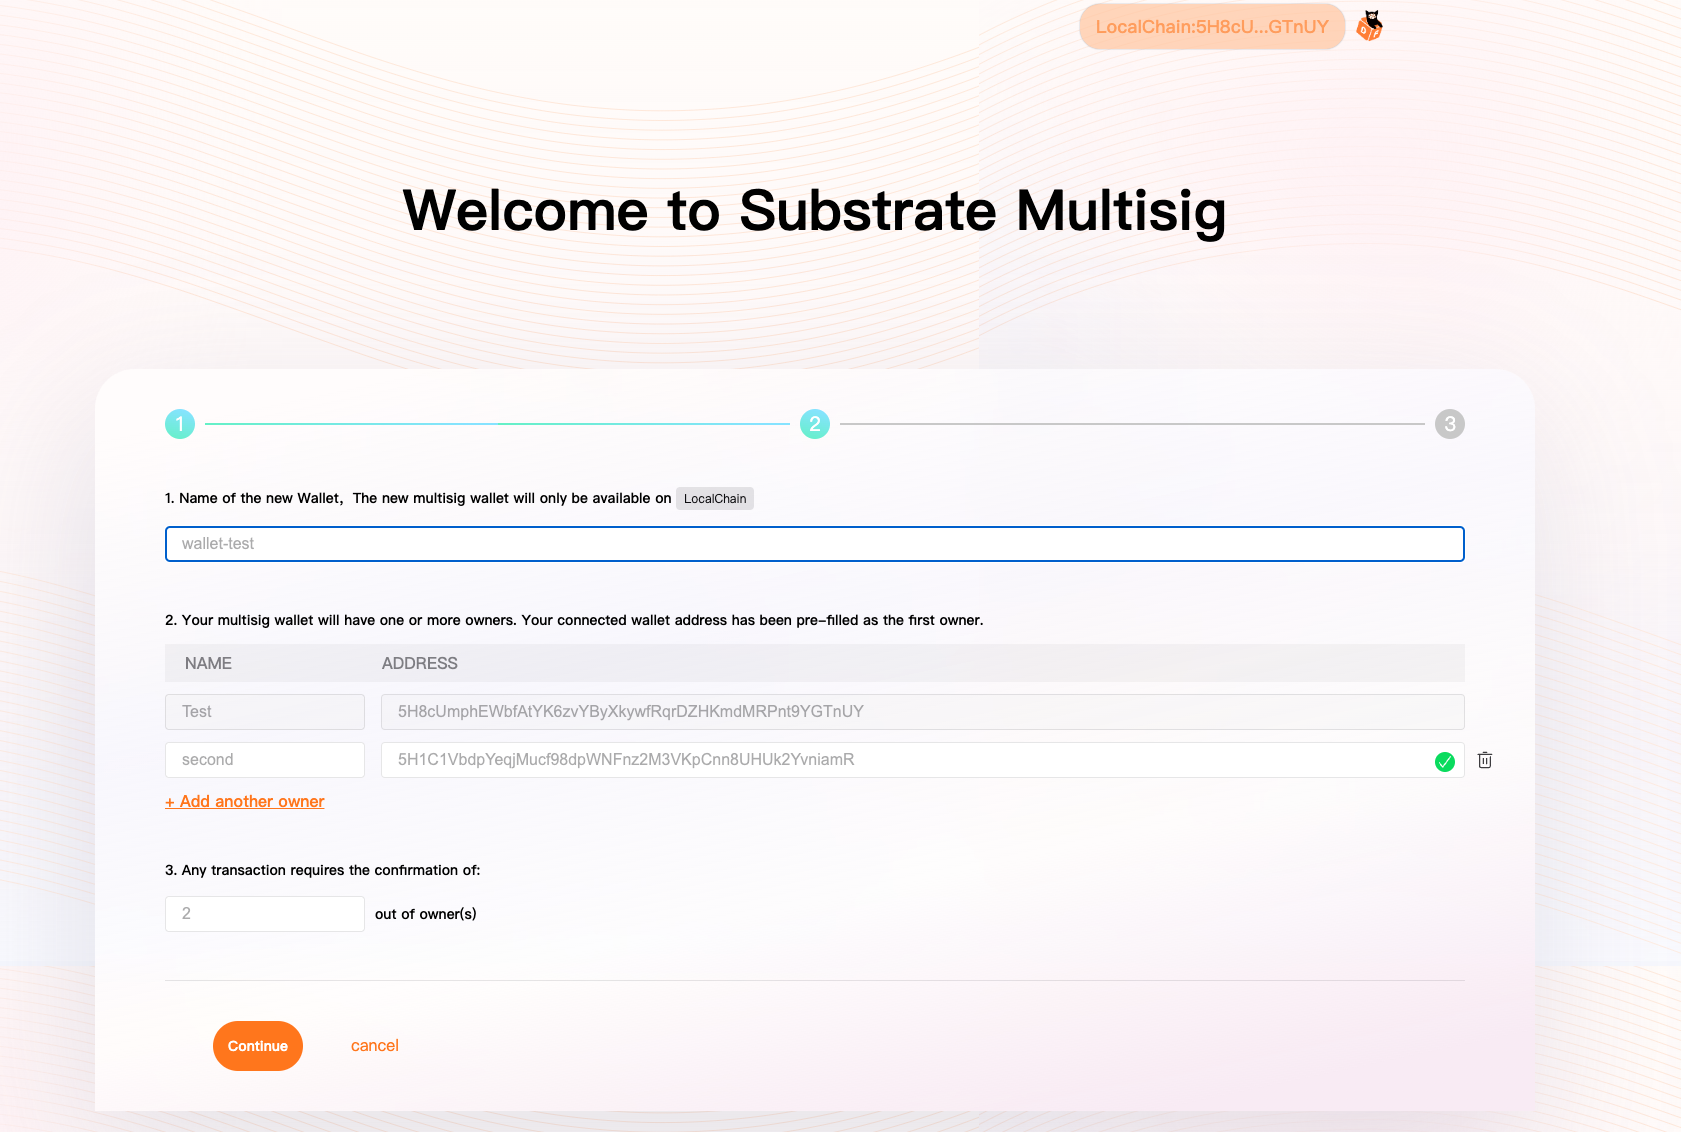 LocalChain:5H8cU...GTnUY
Welcome to Substrate Multisig
1 2 3
1. Name of the new Wallet，The new multisig wallet will only be available on LocalChain
wallet-test
2. Your multisig wallet will have one or more owners. Your connected wallet address has been pre-filled as the first owner.
NAME ADDRESS
Test 5H8cUmphEWbfAtYK6zvYByXkywfRqrDZHKmdMRPnt9YGTnUY
second 5H1C1VbdpYeqjMucf98dpWNFnz2M3VKpCnn8UHUk2YvniamR
+ Add another owner
3. Any transaction requires the confirmation of:
2 out of owner(s)
Continue cancel